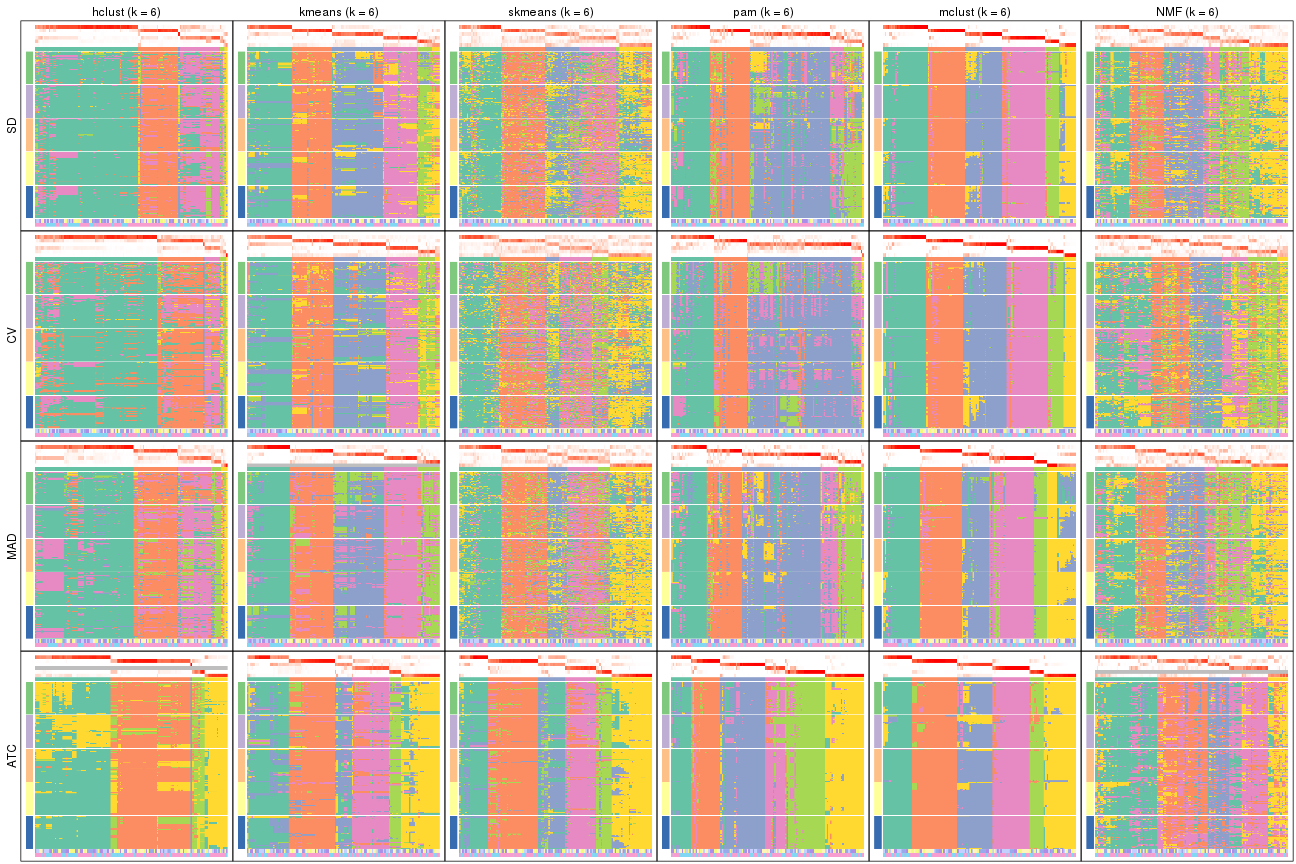 hclust (k = 6) kmeans (k = 6) skmeans (k = 6) pam (k = 6) mclust (k = 6) NMF (k = 6)
SD
CV
MAD
ATC